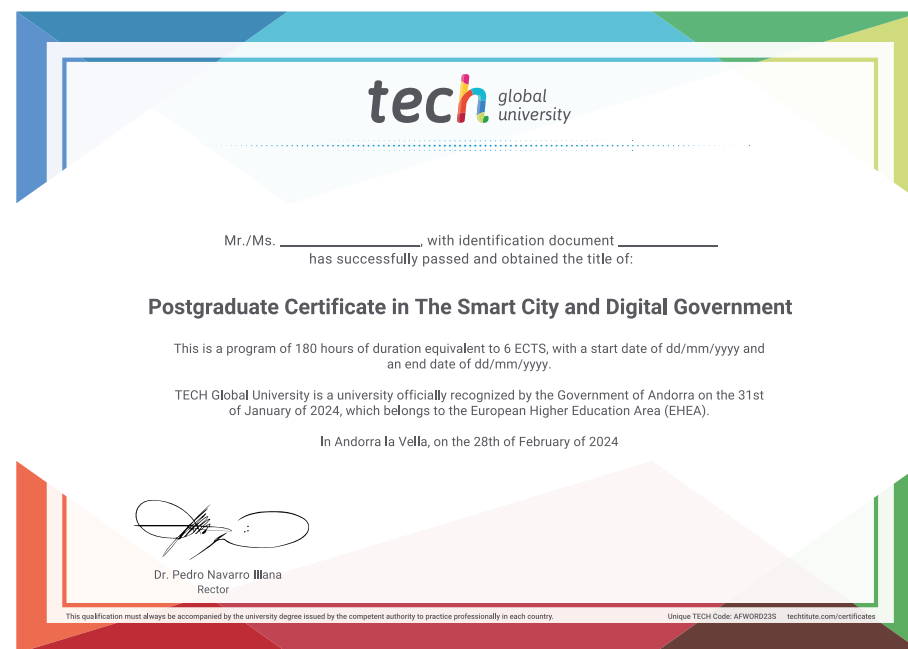 tech global university
Mr./Ms. ____________, with identification document ____________
has successfully passed and obtained the title of:
Postgraduate Certificate in The Smart City and Digital Government
This is a program of 180 hours of duration equivalent to 6 ECTS, with a start date of dd/mm/yyyy and
an end date of dd/mm/yyyy.
TECH Global University is a university officially recognized by the Government of Andorra on the 31st
of January of 2024, which belongs to the European Higher Education Area (EHEA).
In Andorra la Vella, on the 28th of February of 2024
Dr. Pedro Navarro Illana
Rector
This qualification must always be accompanied by the university degree issued by the competent authority to practice professionally in each country.
Unique TECH Code: AFWORD23S techtitute.com/certificates